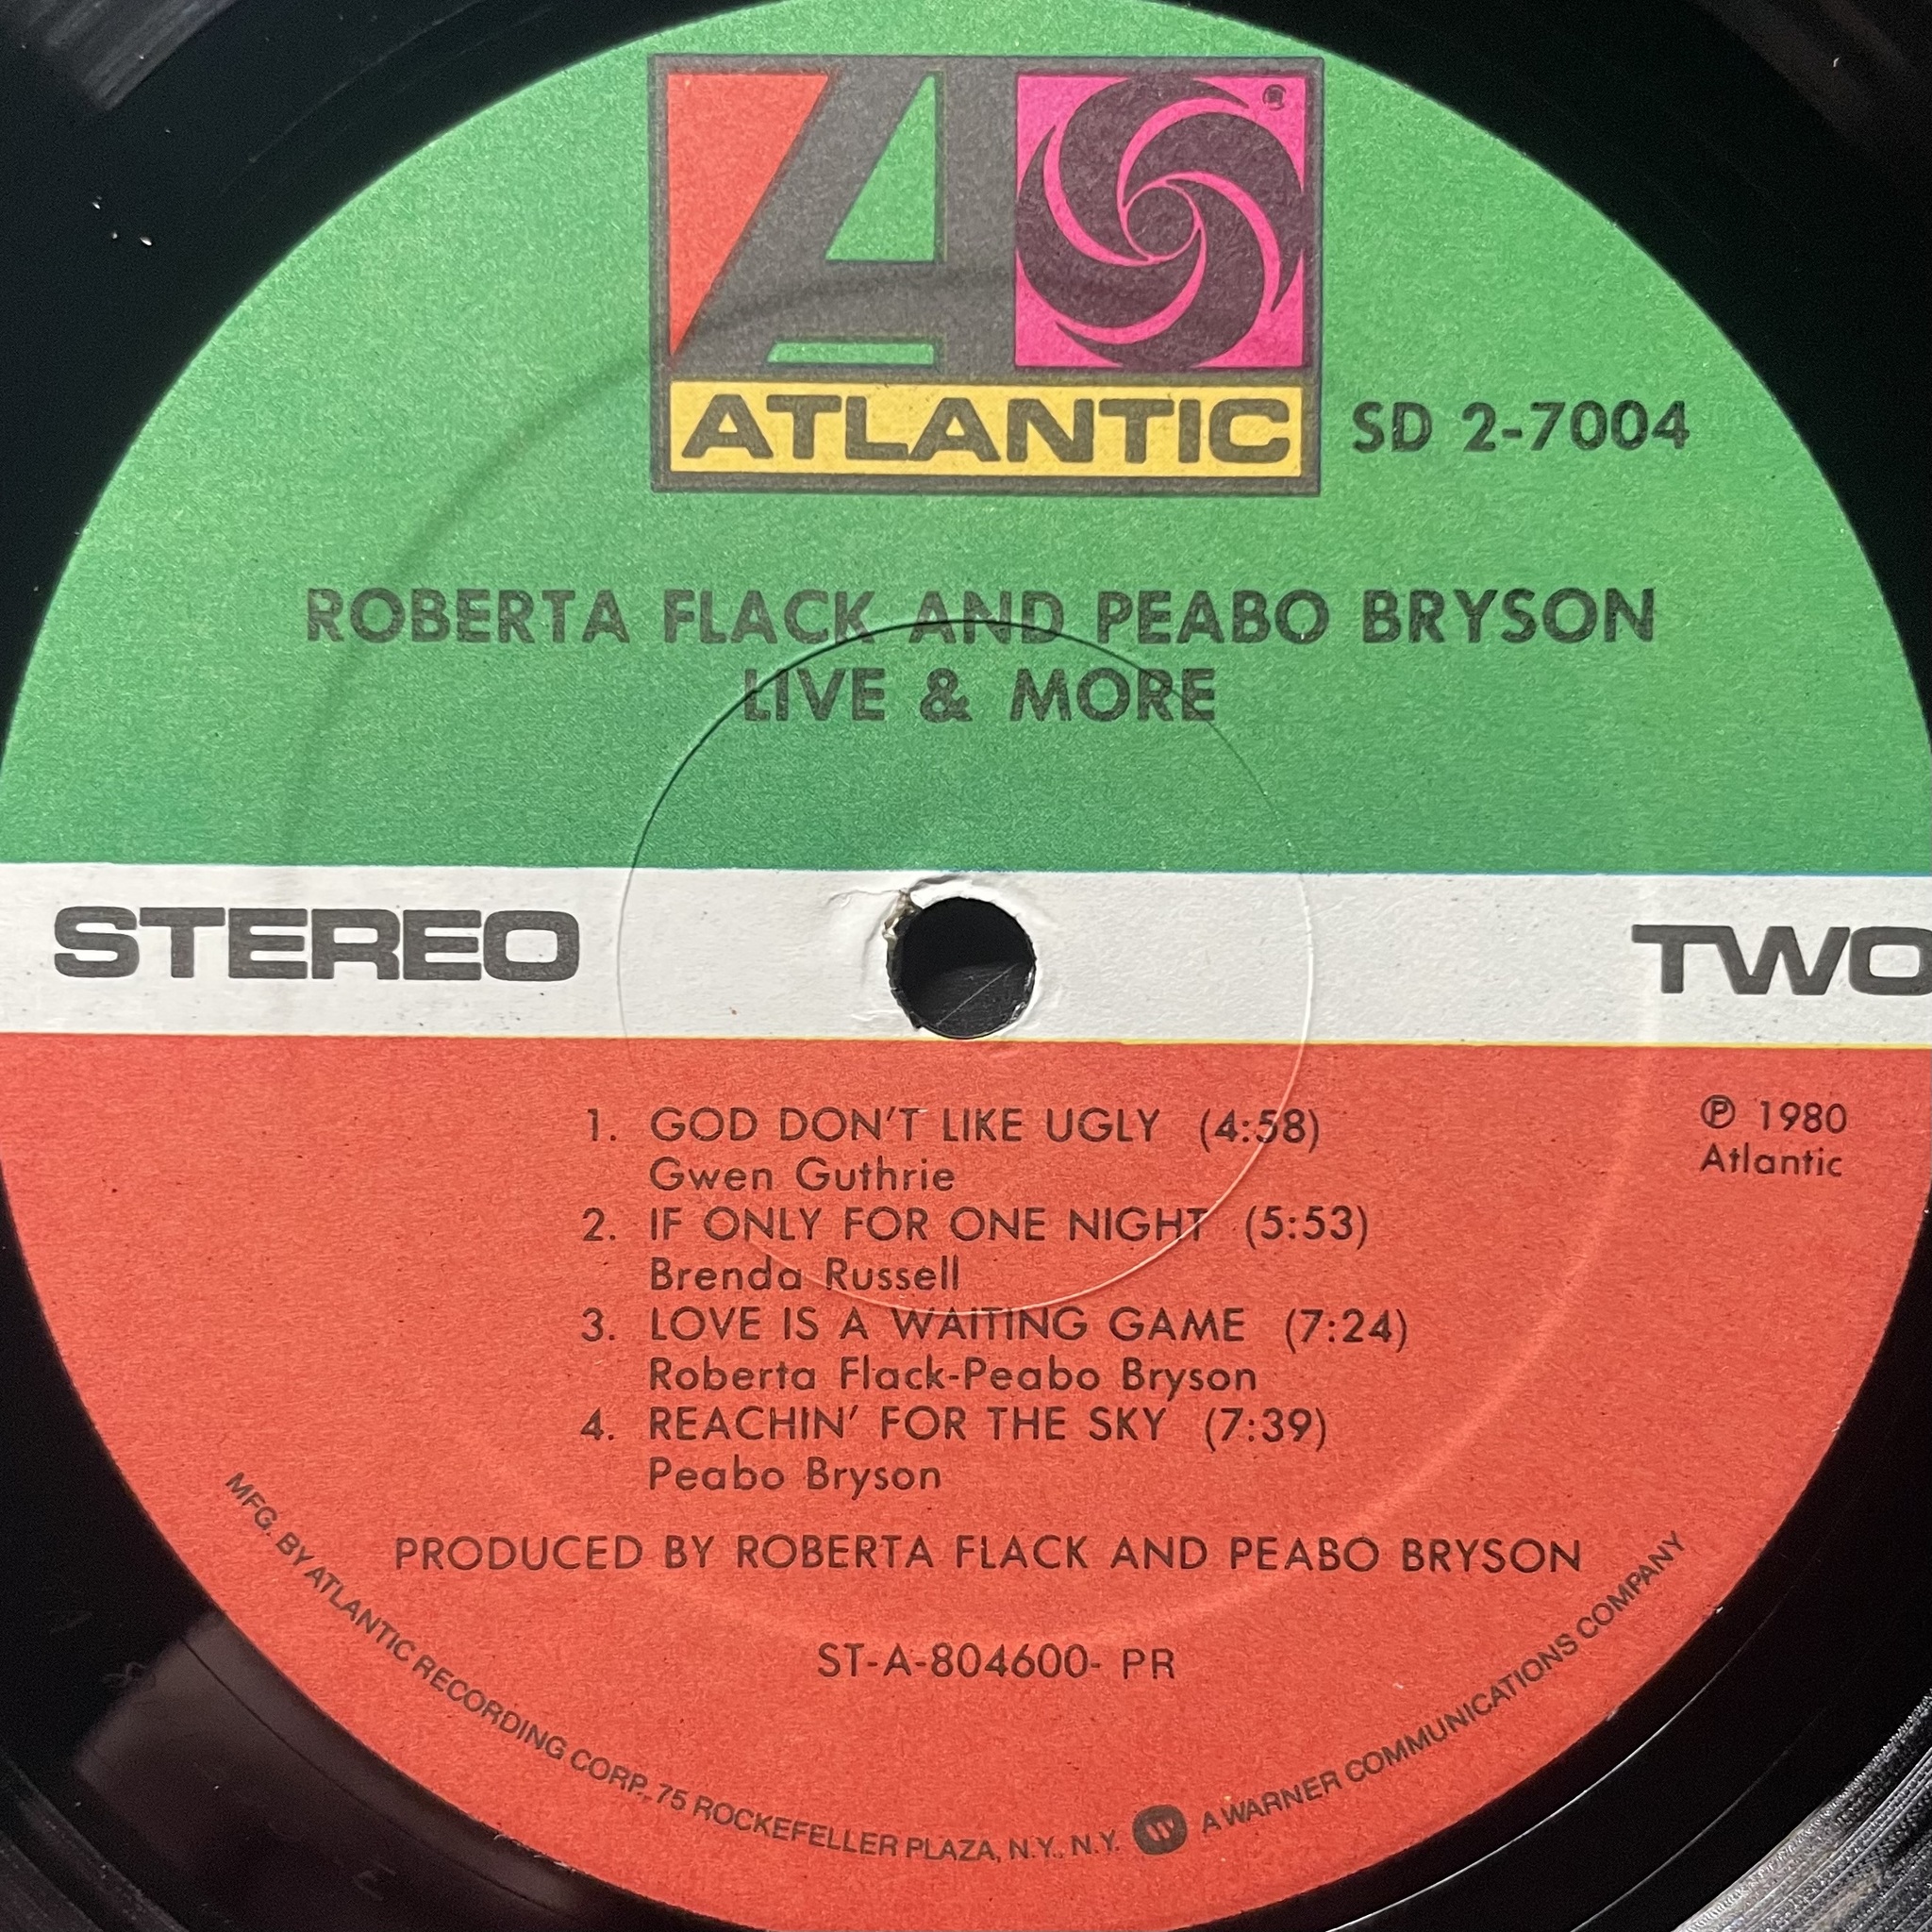 ATLANTIC
®
SD 2-7004
ROBERTA FLACK AND PEABO BRYSON
LIVE & MORE
STEREO
TWO
1. GOD DON'T LIKE UGLY (4:58)
Gwen Guthrie
2. IF ONLY FOR ONE NIGHT (5:53)
Brenda Russell
3. LOVE IS A WAITING GAME (7:24)
Roberta Flack-Peabo Bryson
4. REACHIN' FOR THE SKY (7:39)
Peabo Bryson
℗ 1980
Atlantic
PRODUCED BY ROBERTA FLACK AND PEABO BRYSON
ST-A-804600- PR
MFG. BY ATLANTIC RECORDING CORP., 75 ROCKEFELLER PLAZA, N.Y., N.Y. W A WARNER COMMUNICATIONS COMPANY